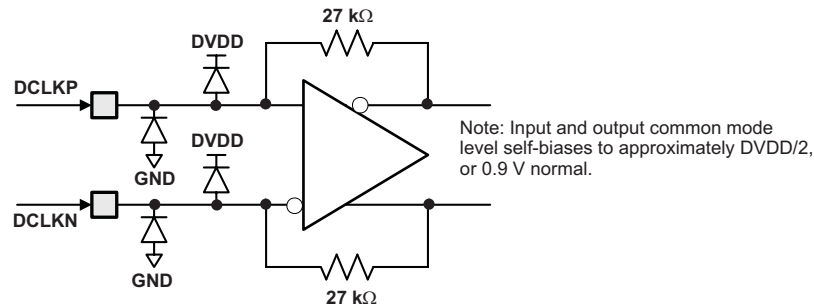 27 kΩ
DVDD
DCLKP
GND
DVDD
Note: Input and output common mode
level self-biases to approximately DVDD/2,
or 0.9 V normal.
DCLKN
GND
27 kΩ